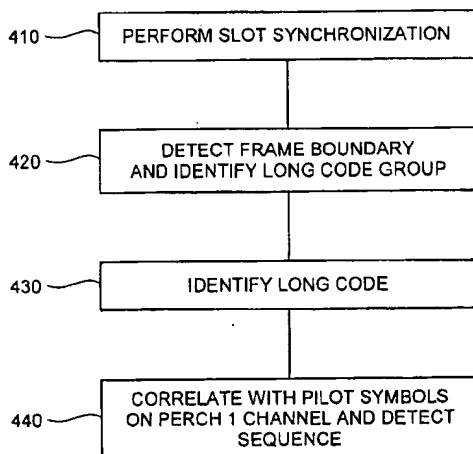 410
PERFORM SLOT SYNCHRONIZATION
420
DETECT FRAME BOUNDARY
AND IDENTIFY LONG CODE GROUP
430
IDENTIFY LONG CODE
440
CORRELATE WITH PILOT SYMBOLS
ON PERCH 1 CHANNEL AND DETECT
SEQUENCE